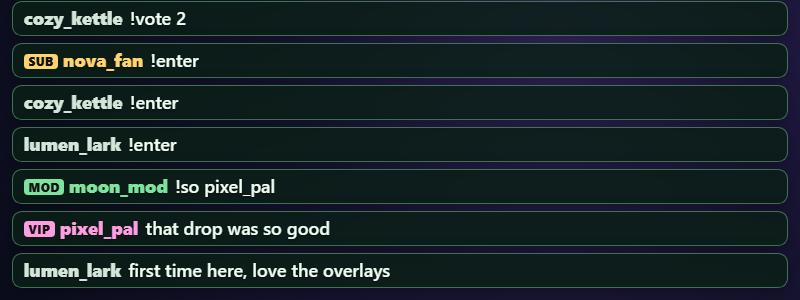 cozy_kettle !vote 2
SUB nova_fan !enter
cozy_kettle !enter
lumen_lark !enter
MOD moon_mod !so pixel_pal
VIP pixel_pal that drop was so good
lumen_lark first time here, love the overlays